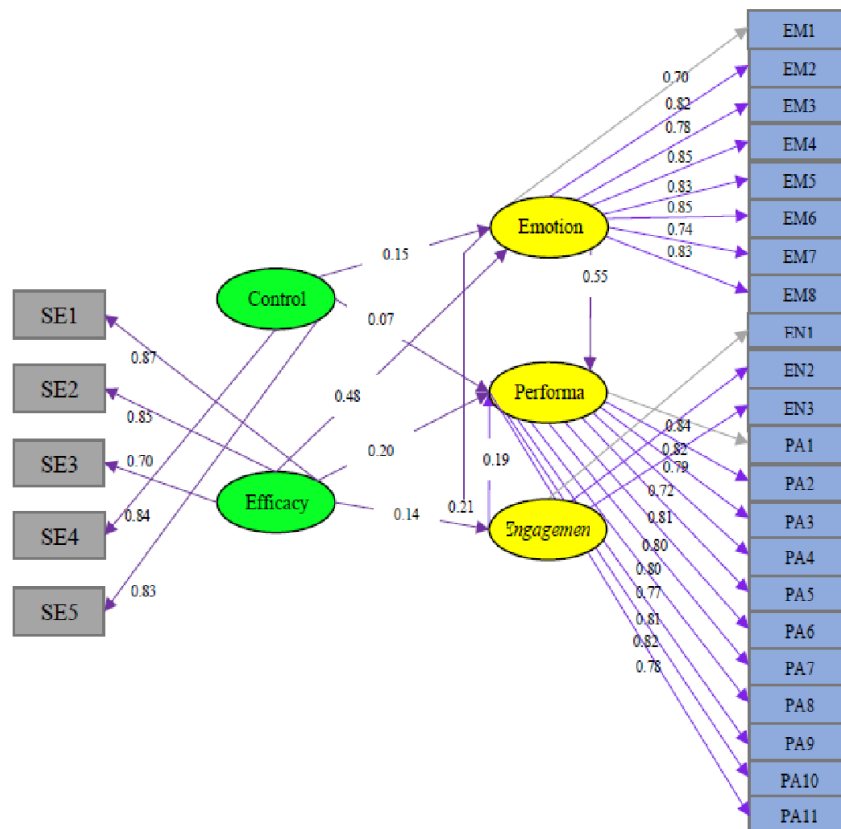 EM1
EM2
EM3
EM4
EM5
EM6
EM7
EM8
EN1
EN2
EN3
PA1
PA2
PA3
PA4
PA5
PA6
PA7
PA8
PA9
PA10
PA11
0.70
0.82
0.78
0.85
0.83
0.85
0.74
0.83
Emotion
0.15
0.55
Control
0.07
SE1
SE2
SE3
SE4
SE5
0.87
0.85
0.70
0.84
0.83
0.48
Performa
0.20
0.19
Efficacy
0.14
0.21
Engagemen
0.84
0.82
0.79
0.72
0.81
0.80
0.80
0.77
0.81
0.82
0.78